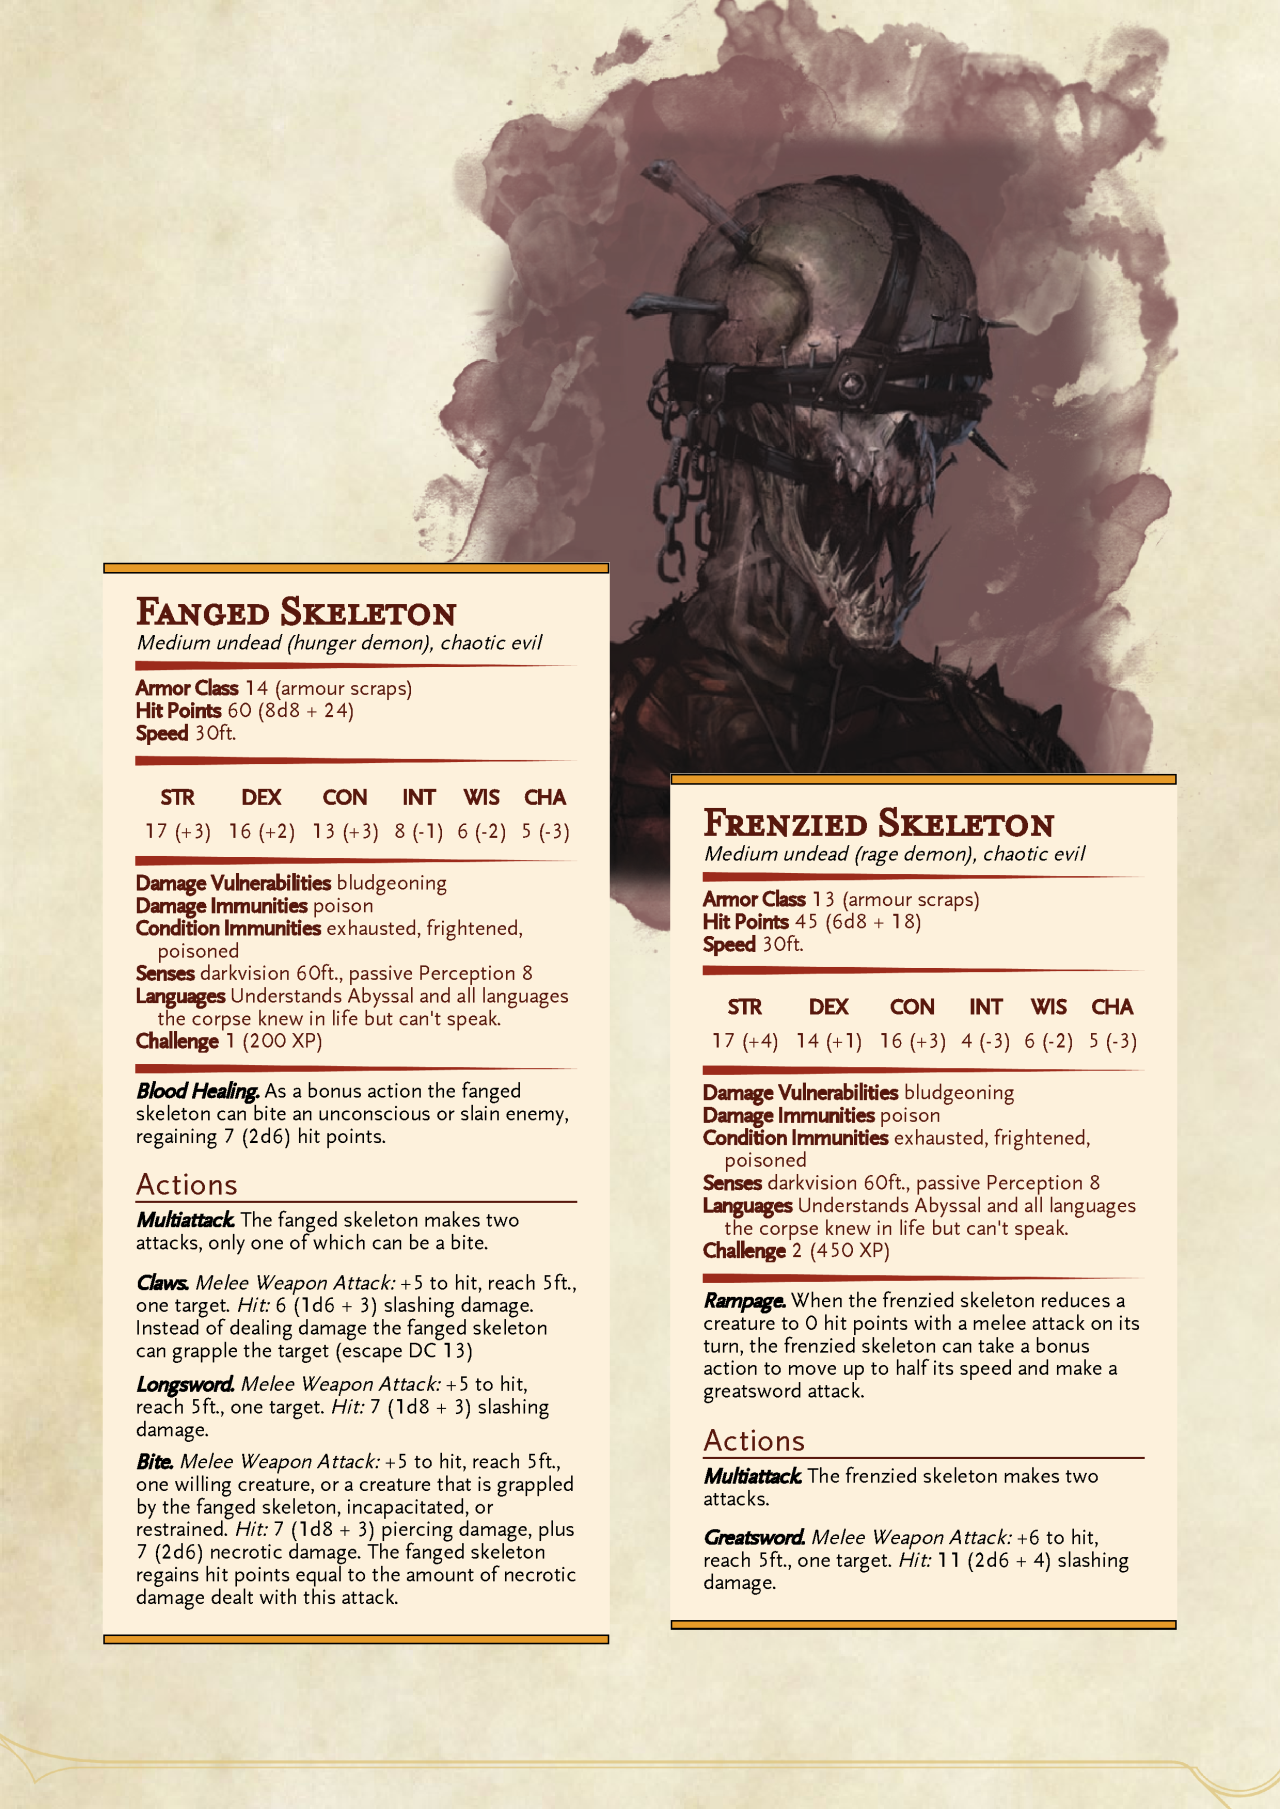 Fanged Skeleton
Medium undead (hunger demon), chaotic evil
Armor Class 14 (armour scraps)
Hit Points 60 (8d8 + 24)
Speed 30ft.
STR DEX CON INT WIS CHA
17 (+3) 16 (+2) 13 (+3) 8 (-1) 6 (-2) 5 (-3)
Damage Vulnerabilities bludgeoning
Damage Immunities poison
Condition Immunities exhausted, frightened,
poisoned
Senses darkvision 60ft., passive Perception 8
Languages Understands Abyssal and all languages
the corpse knew in life but can't speak.
Challenge 1 (200 XP)
Blood Healing. As a bonus action the fanged
skeleton can bite an unconscious or slain enemy,
regaining 7 (2d6) hit points.
Actions
Multiattack. The fanged skeleton makes two
attacks, only one of which can be a bite.
Claws. Melee Weapon Attack: +5 to hit, reach 5ft.,
one target. Hit: 6 (1d6 + 3) slashing damage.
Instead of dealing damage the fanged skeleton
can grapple the target (escape DC 13)
Longsword. Melee Weapon Attack: +5 to hit,
reach 5ft., one target. Hit: 7 (1d8 + 3) slashing
damage.
Bite. Melee Weapon Attack: +5 to hit, reach 5ft.,
one willing creature, or a creature that is grappled
by the fanged skeleton, incapacitated, or
restrained. Hit: 7 (1d8 + 3) piercing damage, plus
7 (2d6) necrotic damage. The fanged skeleton
regains hit points equal to the amount of necrotic
damage dealt with this attack.
Frenzied Skeleton
Medium undead (rage demon), chaotic evil
Armor Class 13 (armour scraps)
Hit Points 45 (6d8 + 18)
Speed 30ft.
STR DEX CON INT WIS CHA
17 (+4) 14 (+1) 16 (+3) 4 (-3) 6 (-2) 5 (-3)
Damage Vulnerabilities bludgeoning
Damage Immunities poison
Condition Immunities exhausted, frightened,
poisoned
Senses darkvision 60ft., passive Perception 8
Languages Understands Abyssal and all languages
the corpse knew in life but can't speak.
Challenge 2 (450 XP)
Rampage. When the frenzied skeleton reduces a
creature to 0 hit points with a melee attack on its
turn, the frenzied skeleton can take a bonus
action to move up to half its speed and make a
greatsword attack.
Actions
Multiattack. The frenzied skeleton makes two
attacks.
Greatsword. Melee Weapon Attack: +6 to hit,
reach 5ft., one target. Hit: 11 (2d6 + 4) slashing
damage.